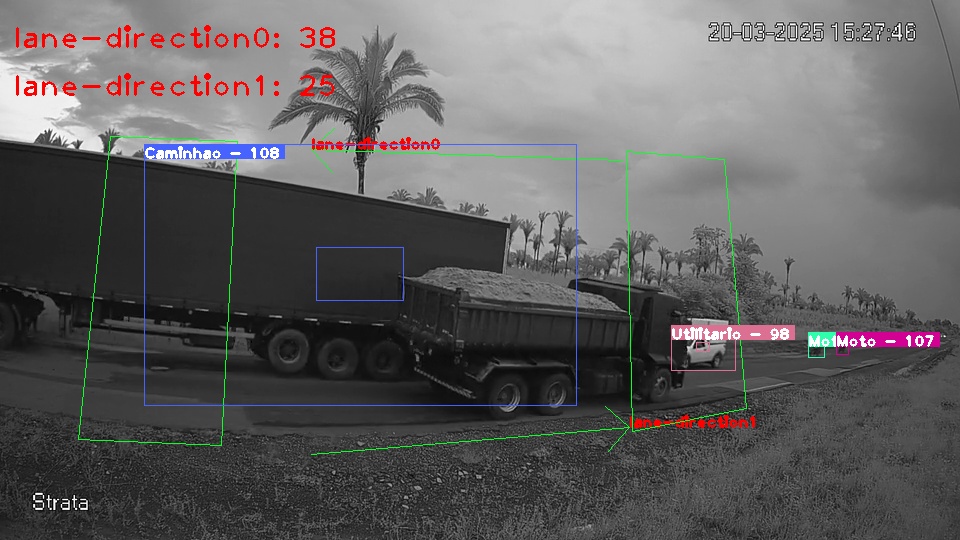 lane-direction0: 38
20-03-2025 15:27:46
lane-direction1: 25
lane-direction0
Caminhao - 108
Utilitario - 98
Mot
Moto - 107
lane-direction1
Strata